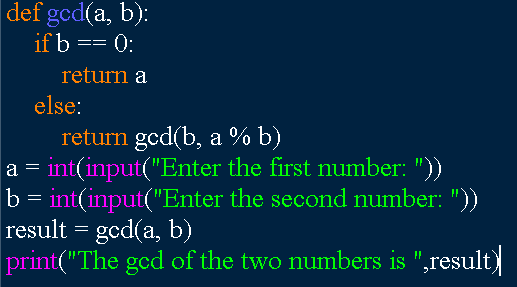 def gcd(a, b):
    if b == 0:
        return a
    else:
        return gcd(b, a % b)
a = int(input("Enter the first number: "))
b = int(input("Enter the second number: "))
result = gcd(a, b)
print("The gcd of the two numbers is ",result)